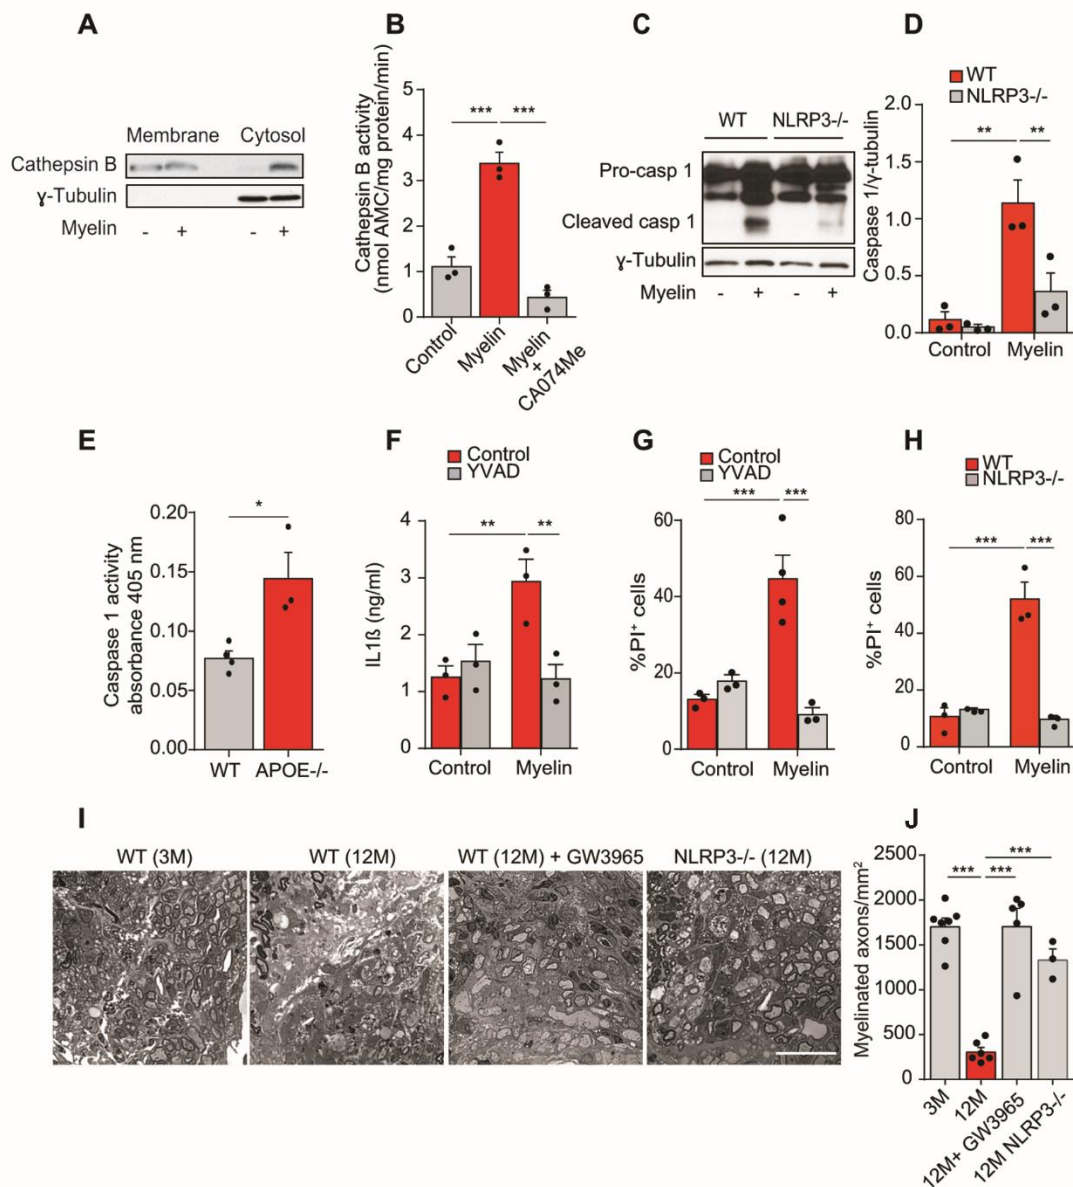 A
Membrane Cytosol
Cathepsin B
γ-Tubulin
Myelin - + - +
B
Cathepsin B activity
(nmol AMC/mg protein/min)
5
4
3
2
1
0
*** ***
Control
Myelin
Myelin
+
CA074Me
C
WT NLRP3-/-
Pro-casp 1
Cleaved casp 1
γ-Tubulin
Myelin - + - +
D
WT
NLRP3-/-
Caspase 1/γ-tubulin
2.0
1.5
1.0
0.5
0.0
** **
Control Myelin
E
Caspase 1 activity
absorbance 405 nm
0.20
0.15
0.10
0.05
0.00
*
WT APOE-/-
F
Control
YVAD
IL1ß (ng/ml)
4
3
2
1
0
** **
Control Myelin
G
Control
YVAD
%PI+ cells
60
40
20
0
*** ***
Control Myelin
H
WT
NLRP3-/-
%PI+ cells
80
60
40
20
0
*** ***
Control Myelin
I
WT (3M) WT (12M) WT (12M) + GW3965 NLRP3-/- (12M)
J
Myelinated axons/mm²
2500
2000
1500
1000
500
0
***
*** ***
3M
12M
12M+ GW3965
12M NLRP3-/-